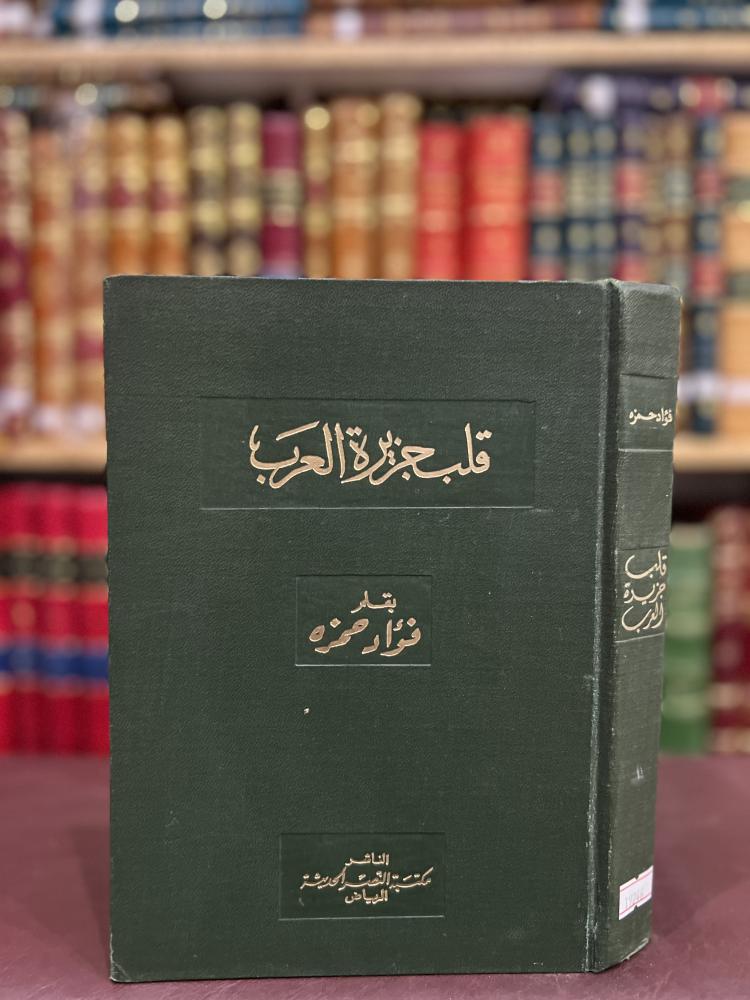 قلب جزيرة العرب
بقلم
فؤاد حمزه
الناشر
مكتبة النصر الحديثة
الرياض
فؤاد حمزه
قلب
جزيرة
العرب